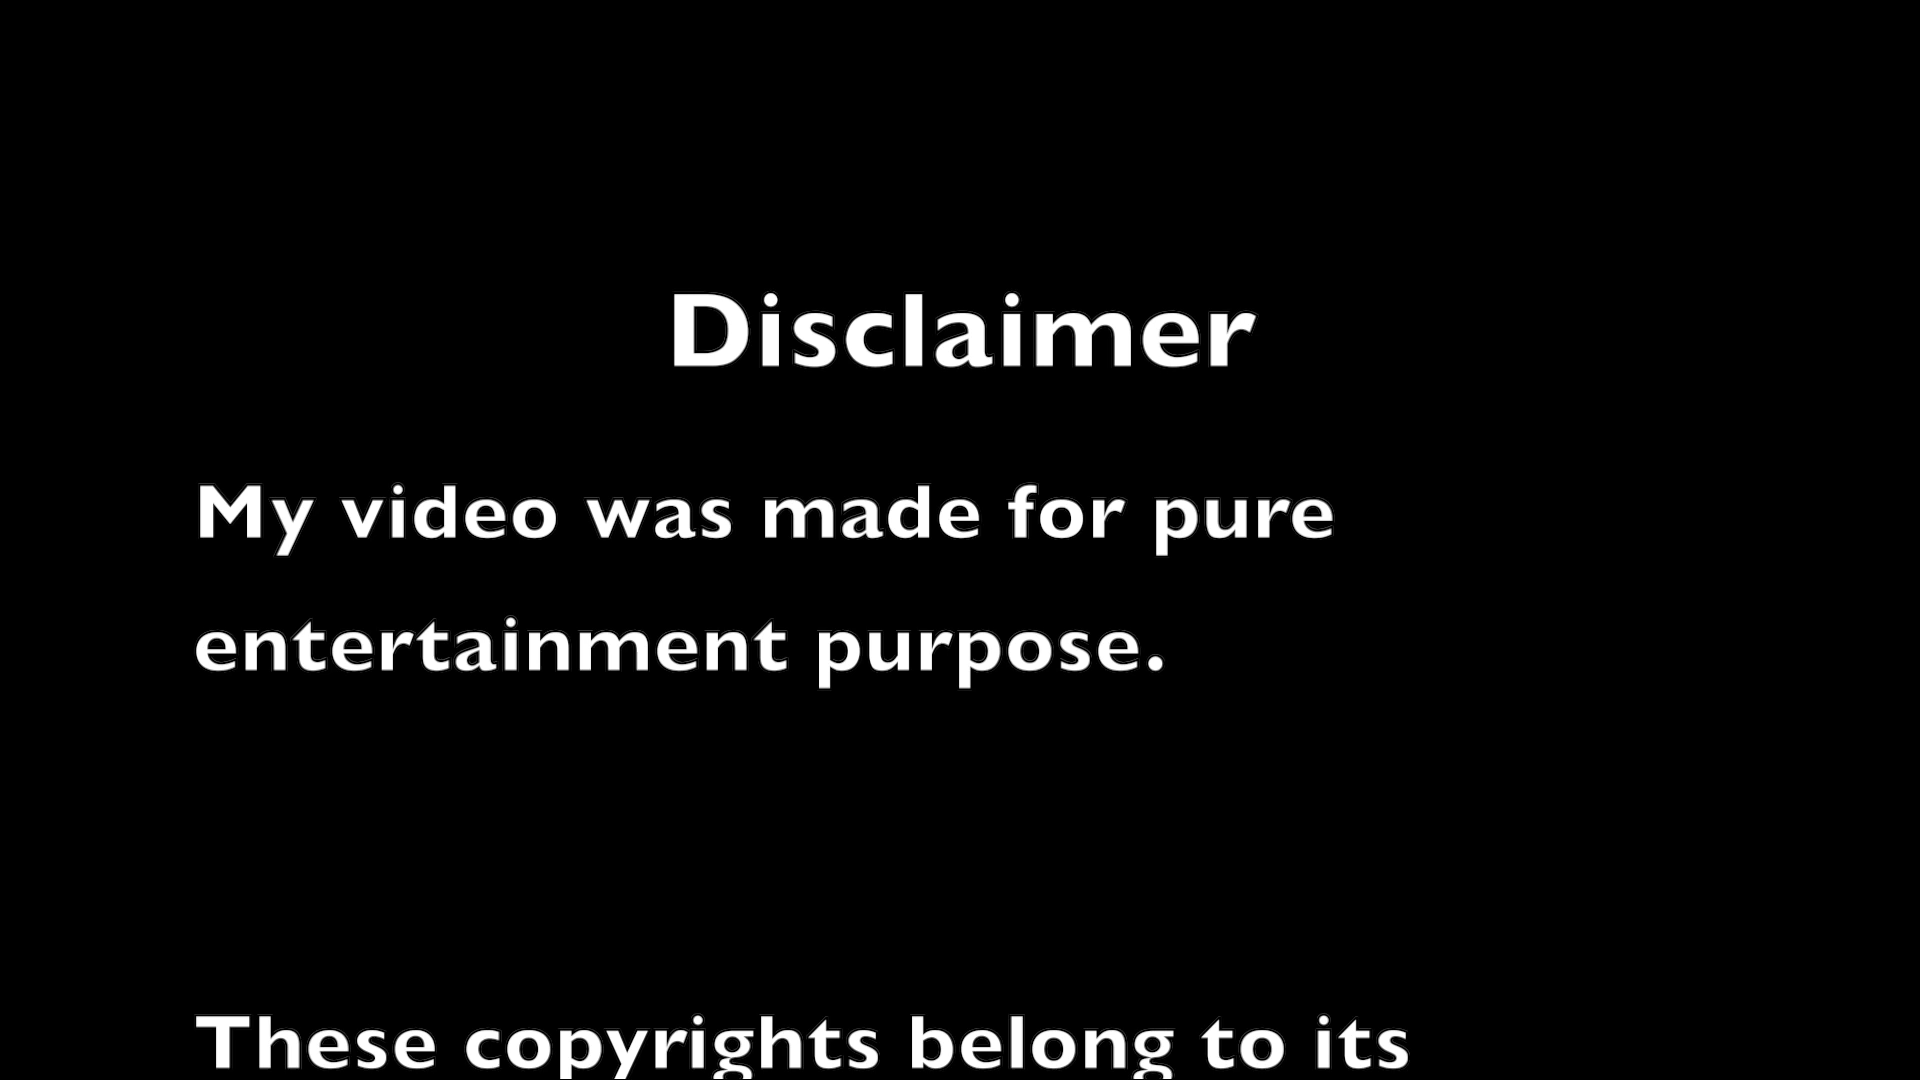 Disclaimer
My video was made for pure
entertainment purpose.
These copyrights belong to its